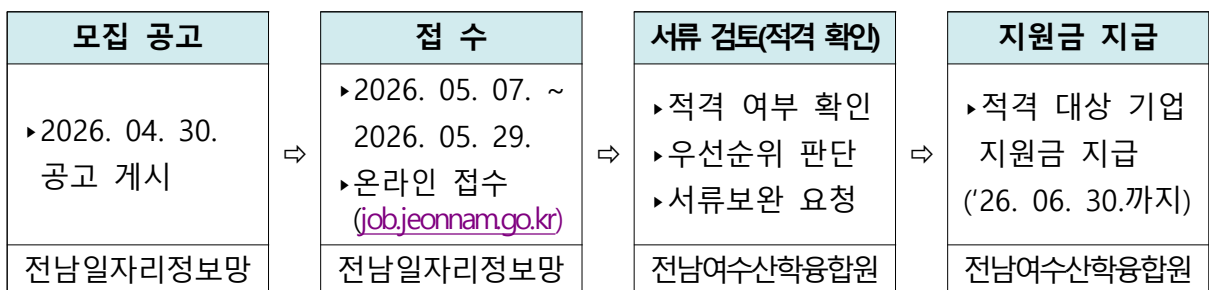 모집 공고
▸2026. 04. 30.
공고 게시
전남일자리정보망
⇨
접 수
▸2026. 05. 07. ~
2026. 05. 29.
▸온라인 접수
(job.jeonnam.go.kr)
전남일자리정보망
⇨
서류 검토(적격 확인)
▸적격 여부 확인
▸우선순위 판단
▸서류보완 요청
전남여수산학융합원
⇨
지원금 지급
▸적격 대상 기업
지원금 지급
(‘26. 06. 30.까지)
전남여수산학융합원